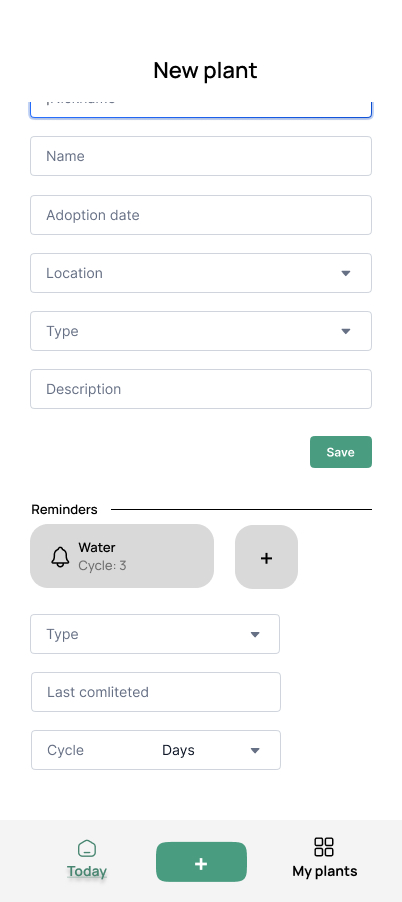 New plant
Name
Adoption date
Location
Type
Description
Save
Reminders
Water
Cycle: 3
+
Type
Last comliteted
Cycle Days
+
Today
My plants